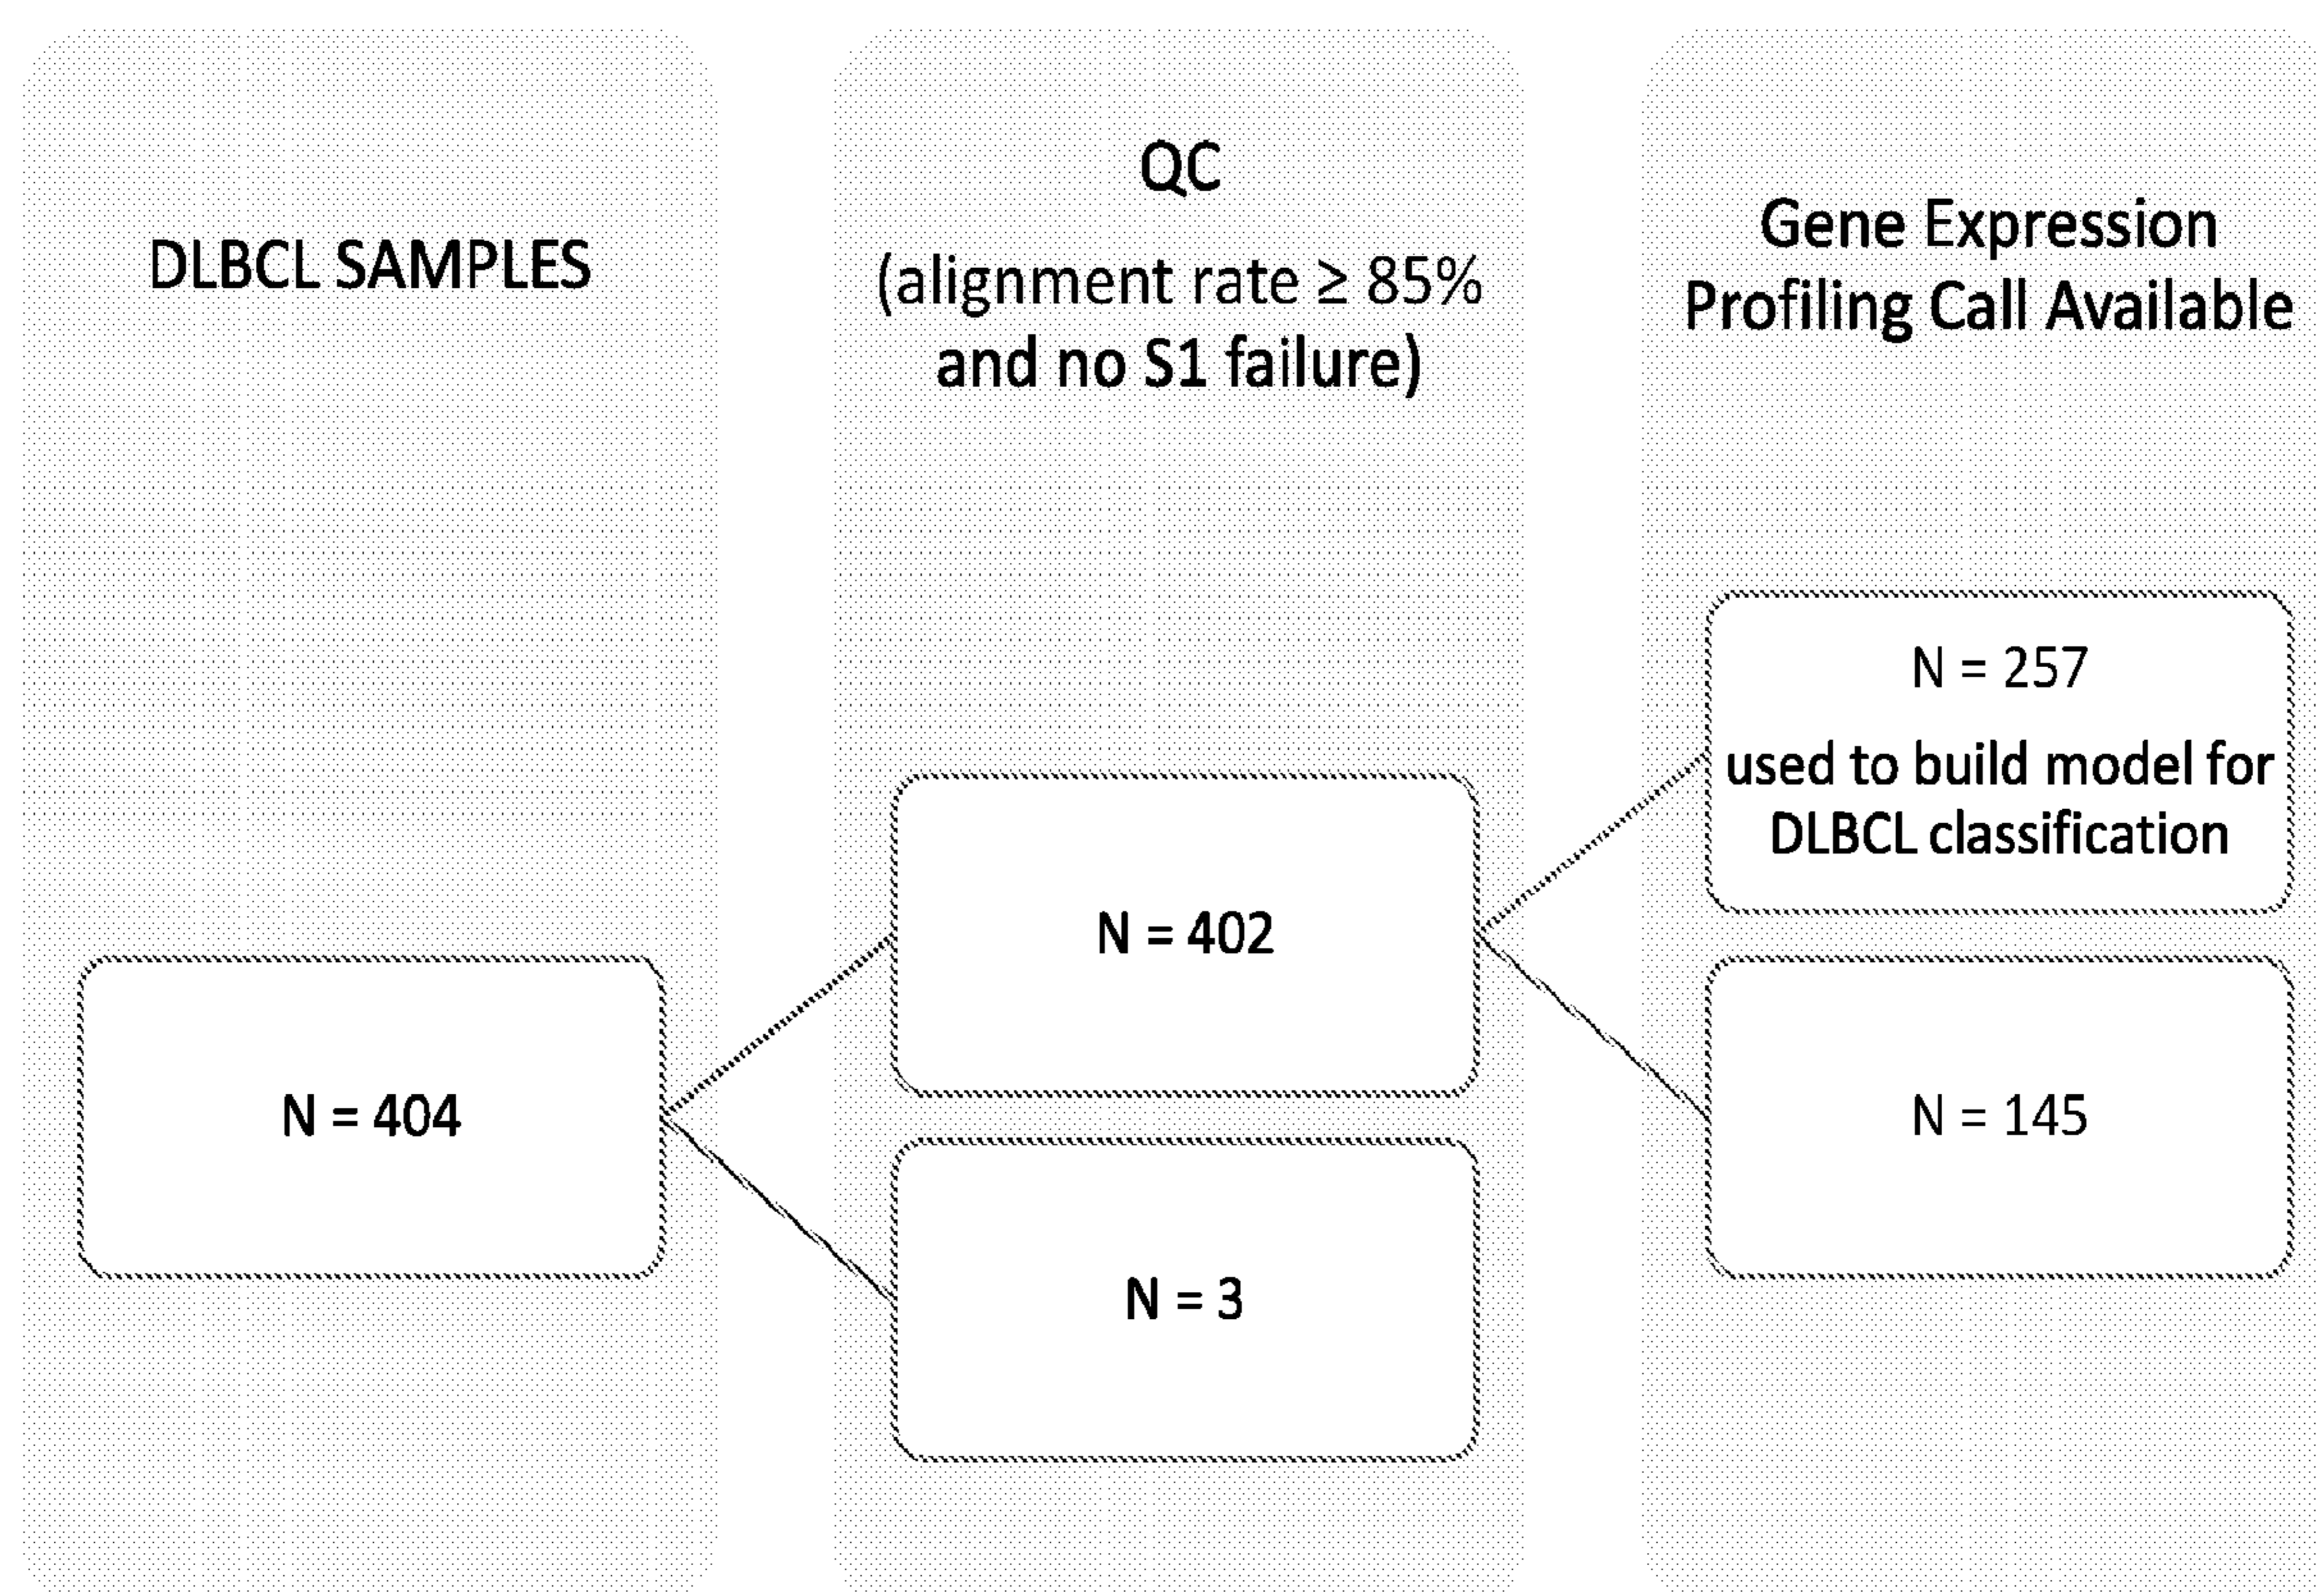 DLBCL SAMPLES
QC
(alignment rate ≥ 85%
and no S1 failure)
Gene Expression
Profiling Call Available
N = 404
N = 402
N = 3
N = 257
used to build model for
DLBCL classification
N = 145